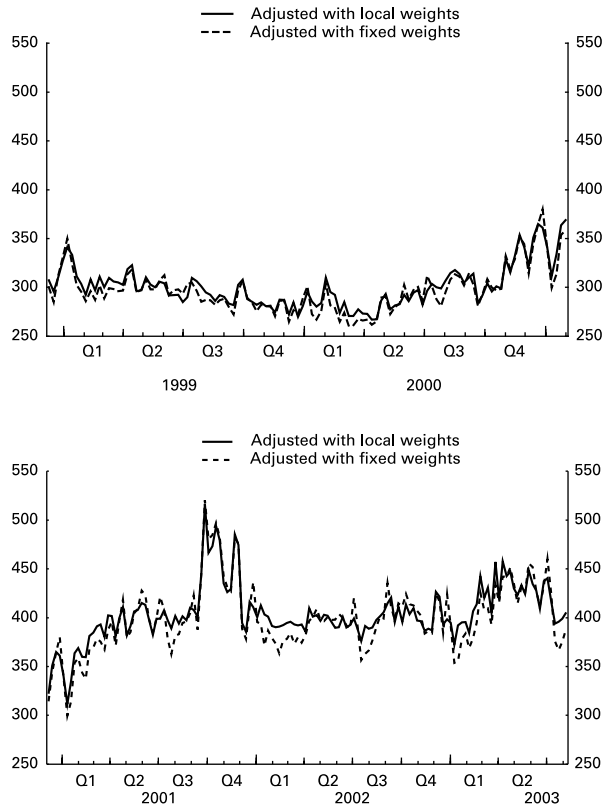 Adjusted with local weights
Adjusted with fixed weights
550 550
500 500
450 450
400 400
350 350
300 300
250 250
Q1 Q2 Q3 Q4 Q1 Q2 Q3 Q4
1999 2000
Adjusted with local weights
Adjusted with fixed weights
550 550
500 500
450 450
400 400
350 350
300 300
250 250
Q1 Q2 Q3 Q4 Q1 Q2 Q3 Q4 Q1 Q2
2001 2002 2003